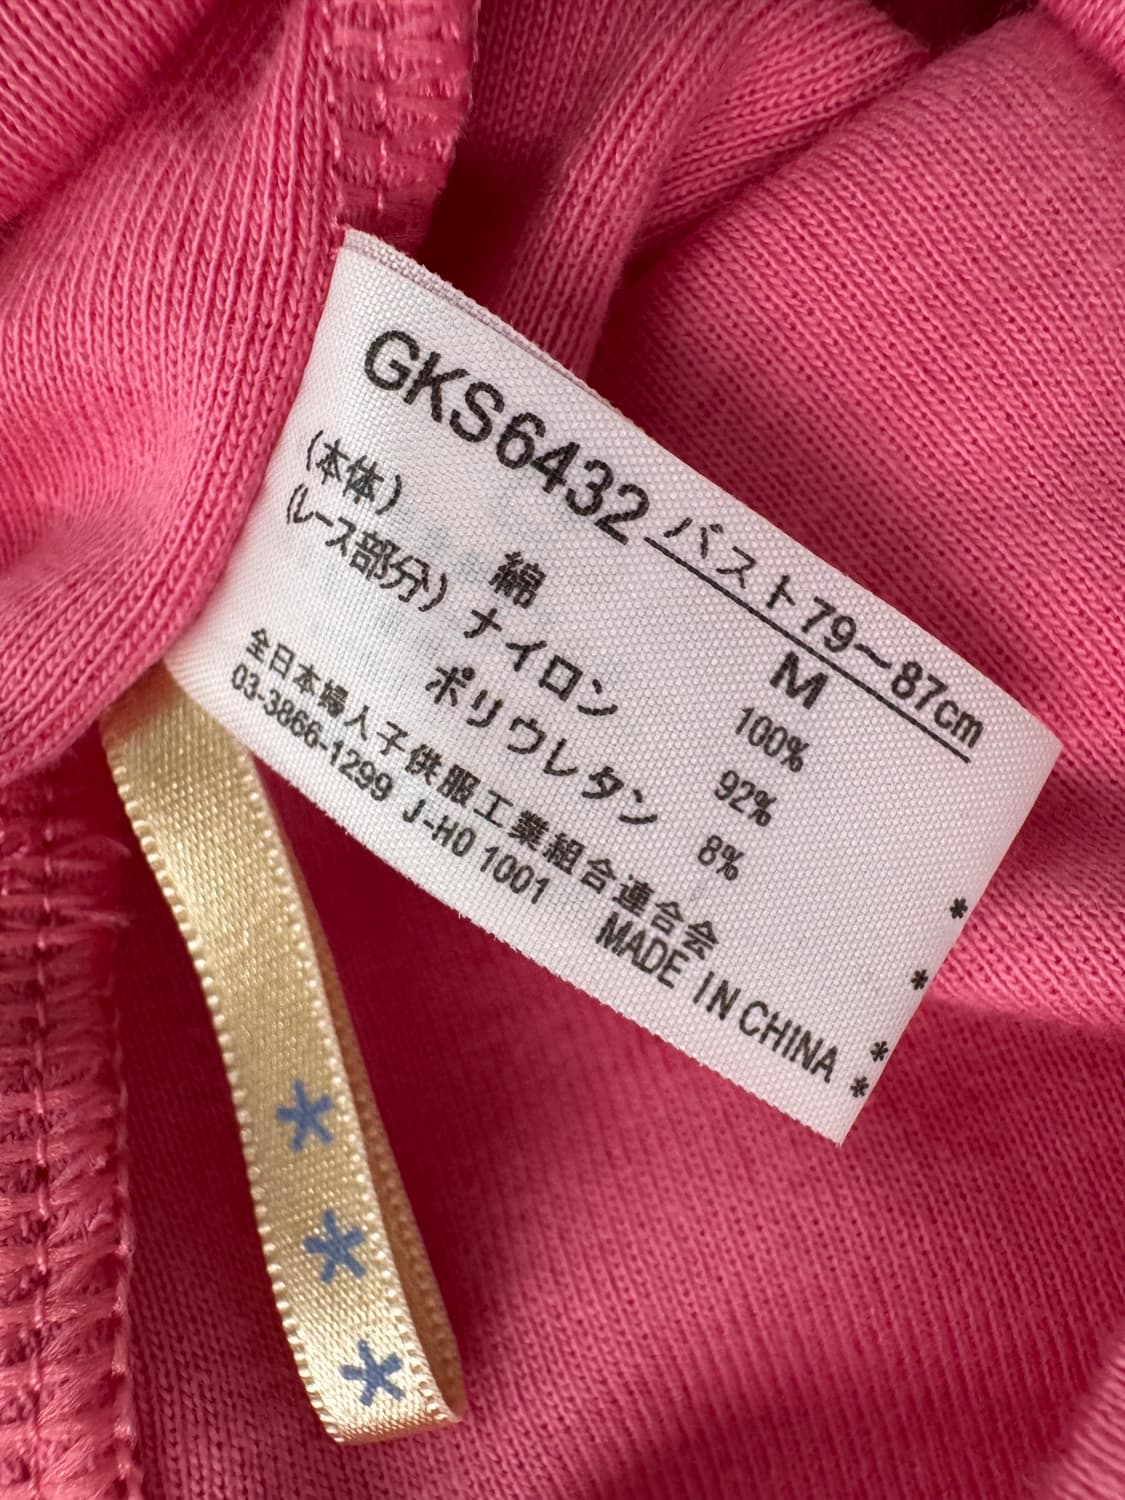 GKS6432
バスト79~87cm
M
(本体) 綿 100%
(レース部分) ナイロン 92%
ポリウレタン 8%
全日本婦人子供服工業組合連合会
03-3866-1299 J-HO 1001 MADE IN CHINA
*
*
*
*
*
*
*